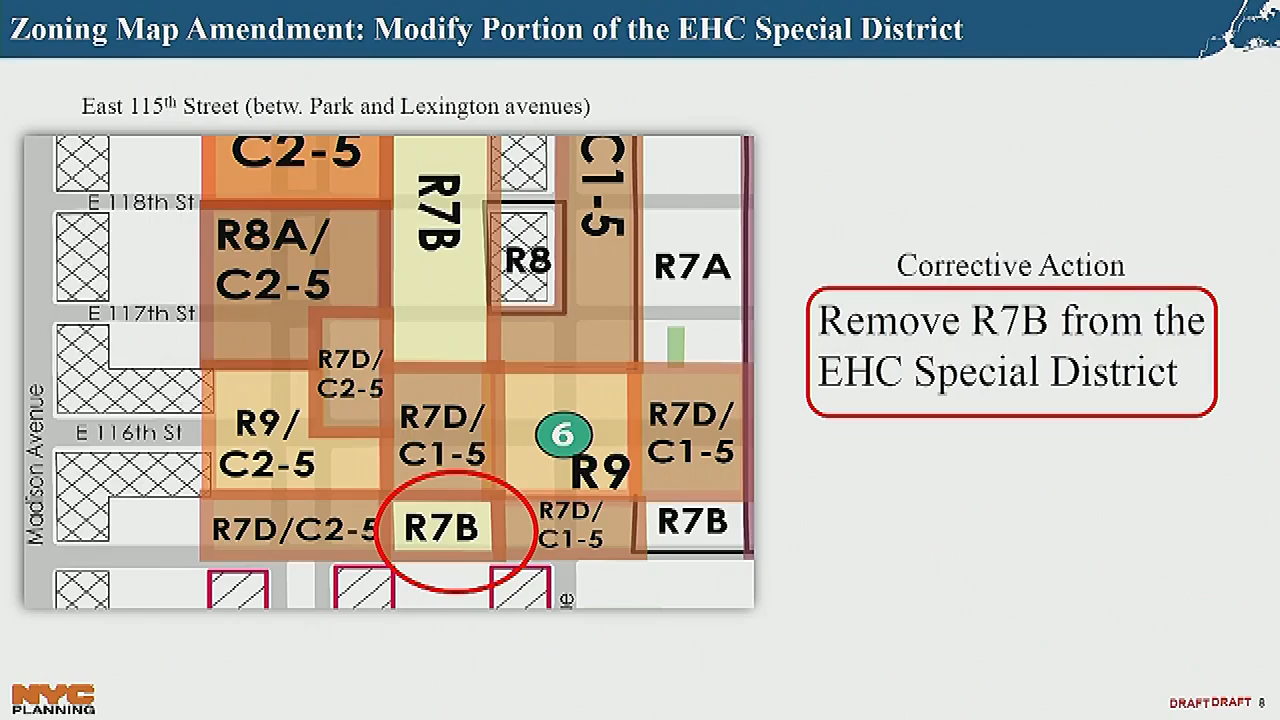 Zoning Map Amendment: Modify Portion of the EHC Special District
East 115th Street (betw. Park and Lexington avenues)
C2-5
R7B
C1-5
E 118th St
R8A/
C2-5
R8
R7A
E 117th St
R7D/
C2-5
Madison Avenue
R9/
C2-5
R7D/
C1-5
6
R9
R7D/
C1-5
E 116th St
R7D/C2-5
R7B
R7D/
C1-5
R7B
Corrective Action
Remove R7B from the
EHC Special District
NYC
PLANNING
DRAFT DRAFT 8